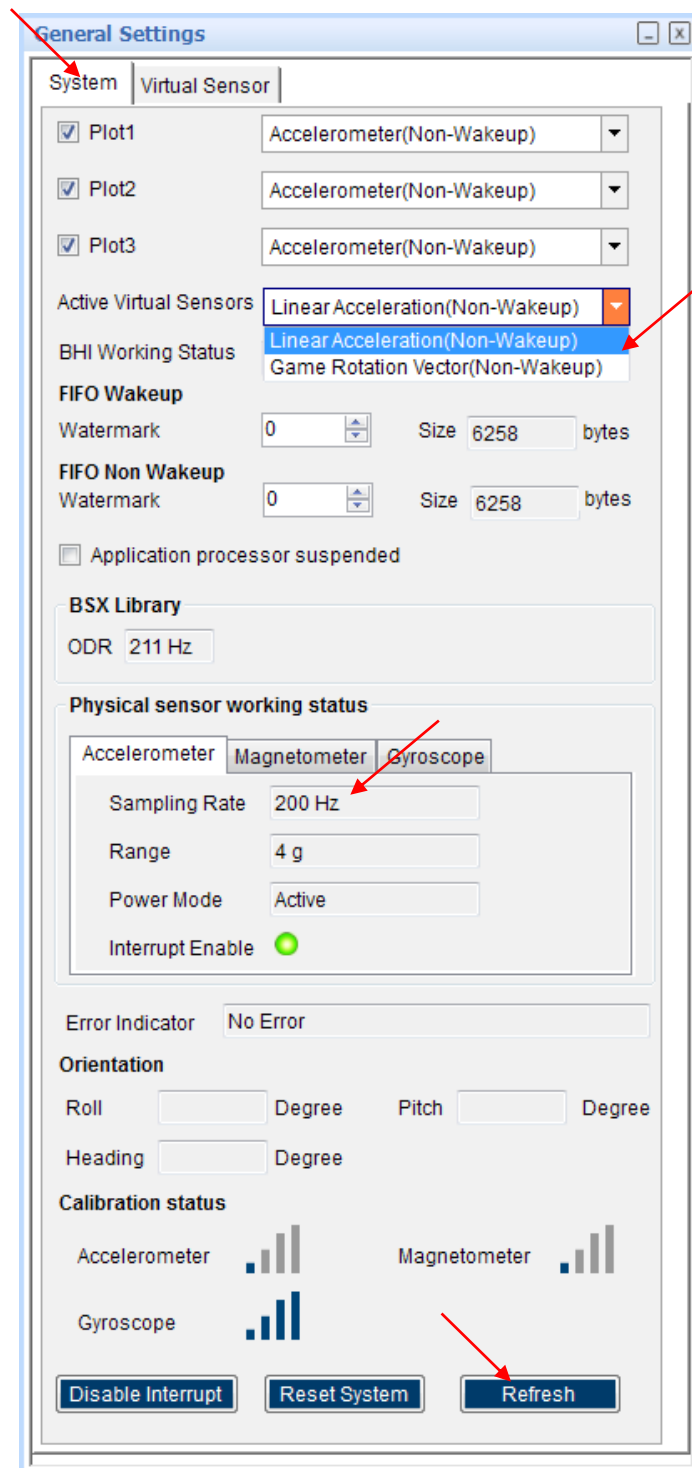 General Settings
System Virtual Sensor
Plot1 Accelerometer(Non-Wakeup)
Plot2 Accelerometer(Non-Wakeup)
Plot3 Accelerometer(Non-Wakeup)
Active Virtual Sensors Linear Acceleration(Non-Wakeup)
Linear Acceleration(Non-Wakeup)
BHI Working Status
Game Rotation Vector(Non-Wakeup)
FIFO Wakeup
Watermark 0 Size 6258 bytes
FIFO Non Wakeup
Watermark 0 Size 6258 bytes
Application processor suspended
BSX Library
ODR 211 Hz
Physical sensor working status
Accelerometer Magnetometer Gyroscope
Sampling Rate 200 Hz
Range 4 g
Power Mode Active
Interrupt Enable
Error Indicator No Error
Orientation
Roll Degree Pitch Degree
Heading Degree
Calibration status
Accelerometer Magnetometer
Gyroscope
Disable Interrupt Reset System Refresh